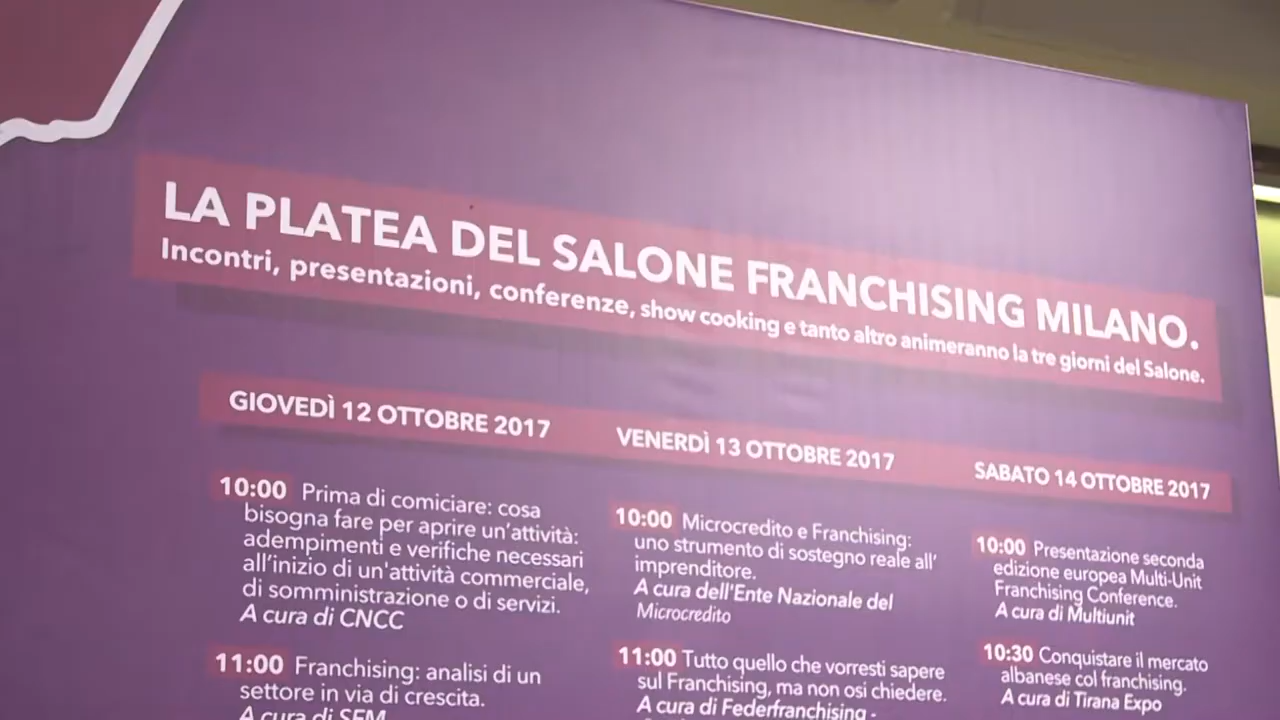 LA PLATEA DEL SALONE FRANCHISING MILANO.
Incontri, presentazioni, conferenze, show cooking e tanto altro animeranno la tre giorni del Salone.
GIOVEDÌ 12 OTTOBRE 2017
10:00 Prima di comiciare: cosa
bisogna fare per aprire un'attività:
adempimenti e verifiche necessari
all'inizio di un'attività commerciale,
di somministrazione o di servizi.
A cura di CNCC
11:00 Franchising: analisi di un
settore in via di crescita.
A cura di SEM
VENERDÌ 13 OTTOBRE 2017
10:00 Microcredito e Franchising:
uno strumento di sostegno reale all'
imprenditore.
A cura dell'Ente Nazionale del
Microcredito
11:00 Tutto quello che vorresti sapere
sul Franchising, ma non osi chiedere.
A cura di Federfranchising -
SABATO 14 OTTOBRE 2017
10:00 Presentazione seconda
edizione europea Multi-Unit
Franchising Conference.
A cura di Multiunit
10:30 Conquistare il mercato
albanese col franchising.
A cura di Tirana Expo